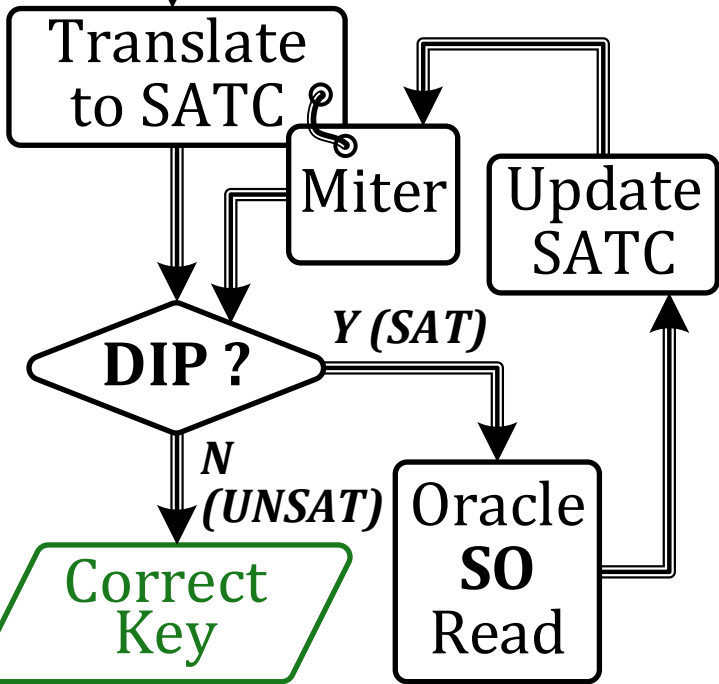 Translate
to SATC
Miter
Update
SATC
DIP ?
Y (SAT)
N
(UNSAT)
Oracle
SO
Read
Correct
Key